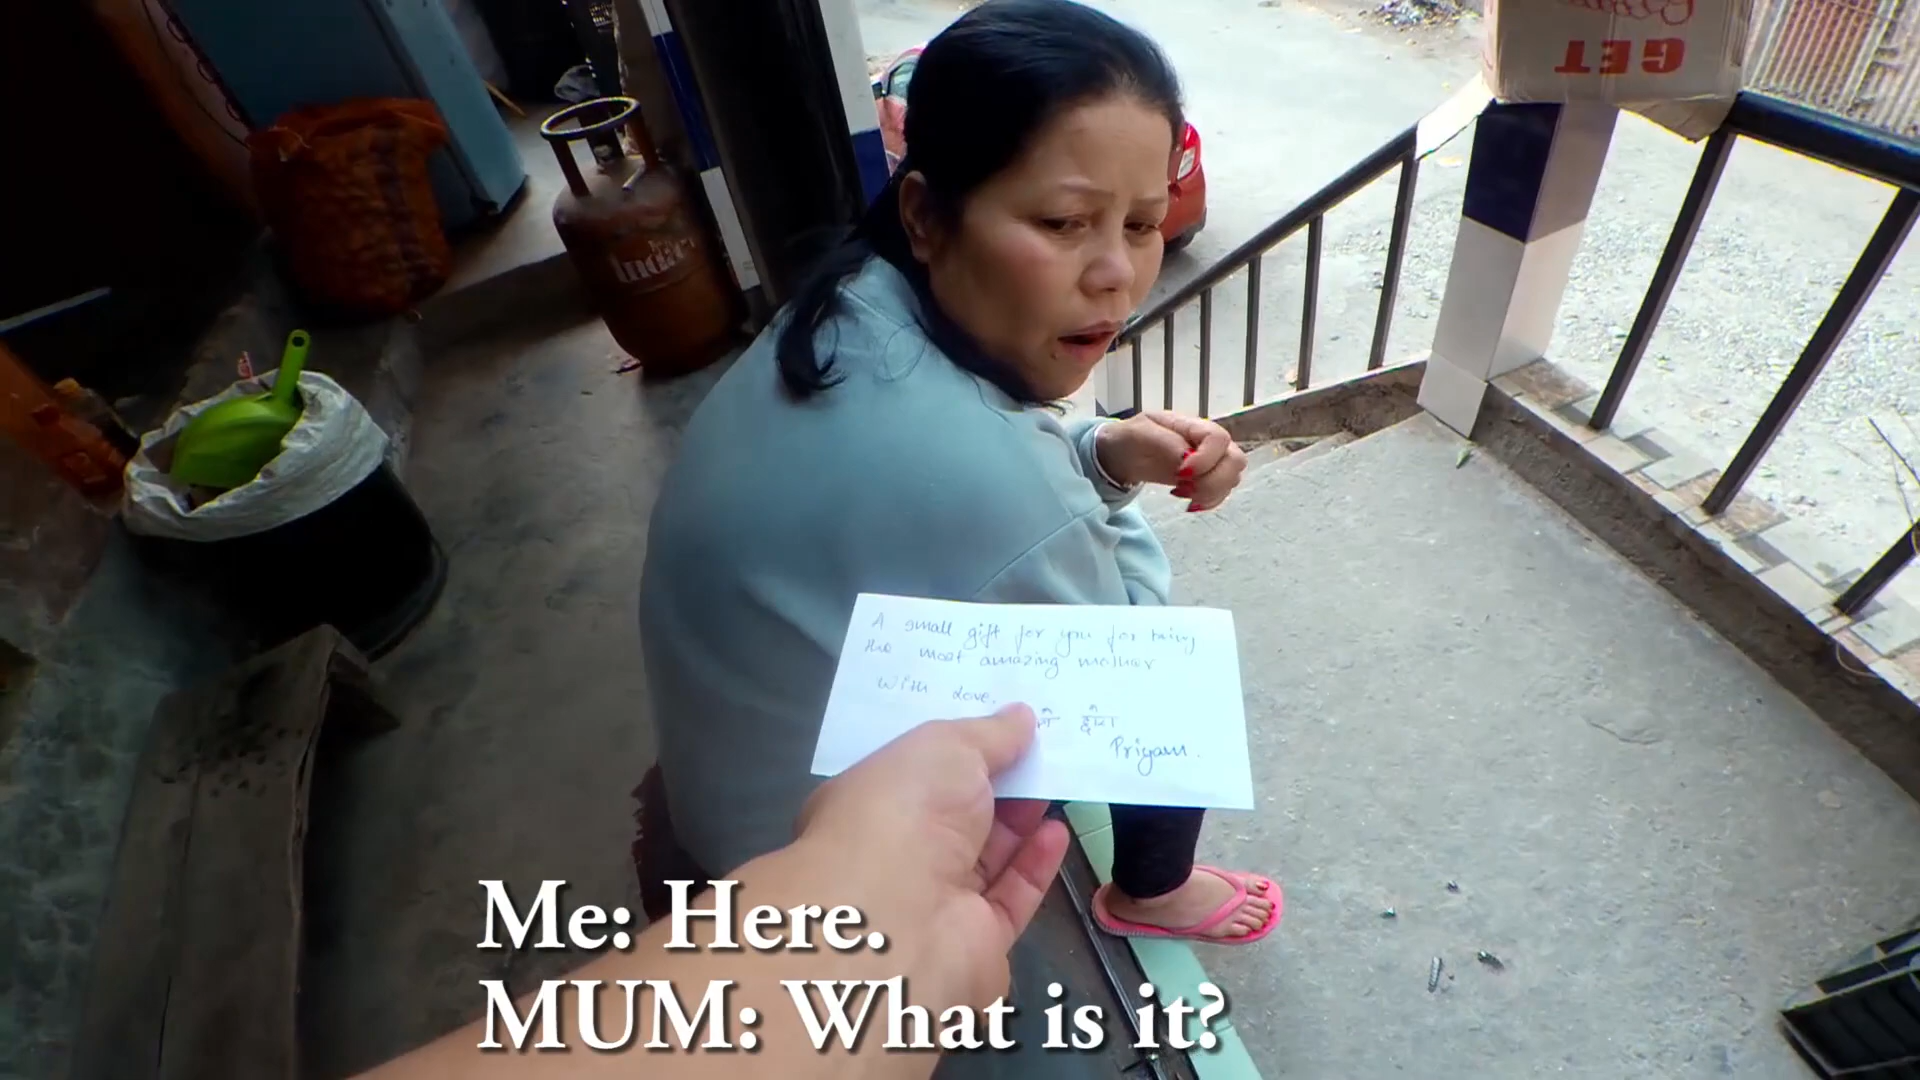 GET
Indian
A small gift for you for being
the most amazing mother
With Love.
Priyam.
Me: Here.
MUM: What is it?